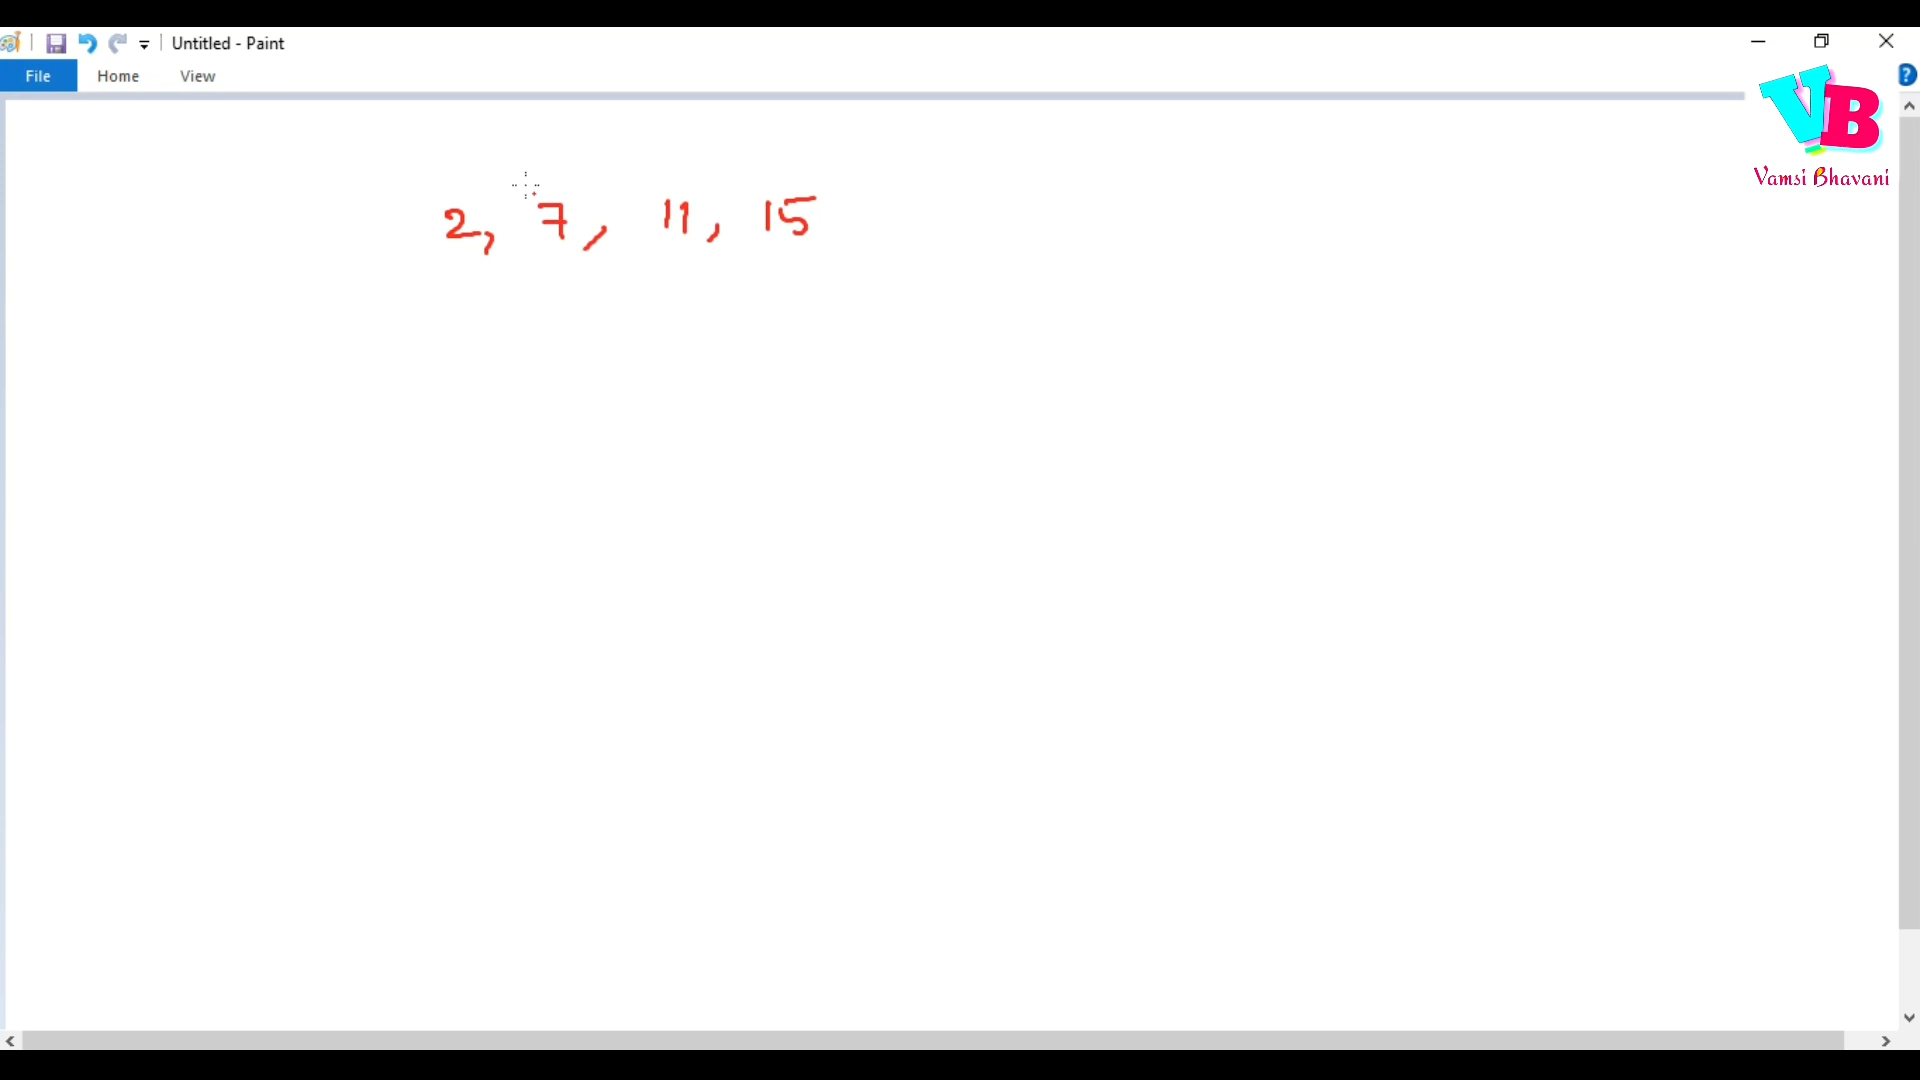 Untitled - Paint
File Home View
?
VB
Vamsi Bhavani
2, 7, 11, 15